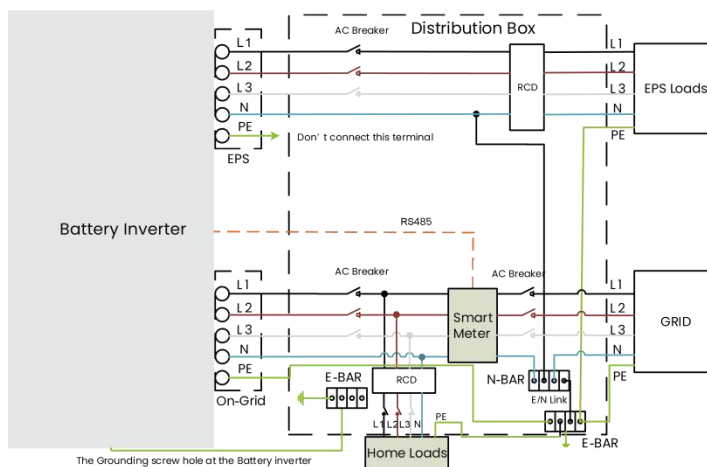 L1
AC Breaker
Distribution Box
L1
L2
L2
L3
RCD
L3
EPS Loads
N
N
PE
Don't connect this terminal
PE
EPS
Battery Inverter
RS485
AC Breaker
AC Breaker
L1
L1
L2
Smart
Meter
L2
GRID
L3
L3
N
N
PE
RCD
N-BAR
PE
On-Grid
E-BAR
E/N Link
L1 L2 L3 N
PE
E-BAR
Home Loads
The Grounding screw hole at the Battery inverter